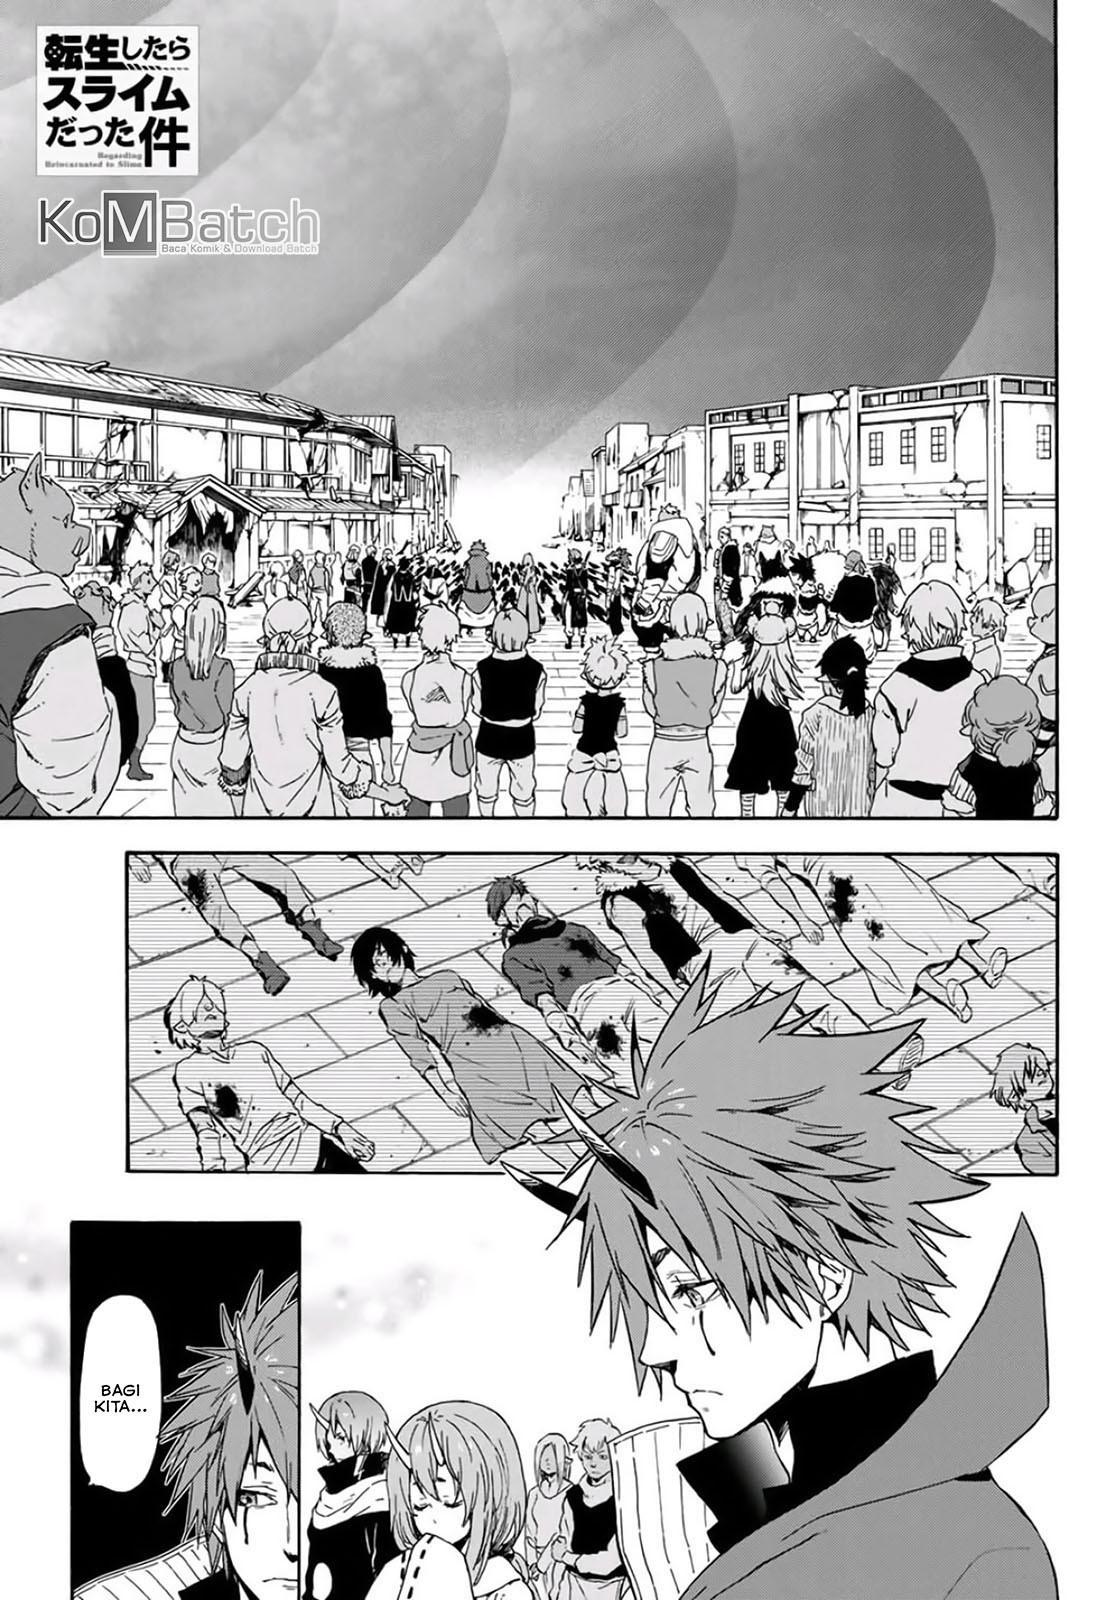 転生したら
スライム
だった件
Regarding
Reincarnated to Slime
KoMBatch
Baca Komik & Download Batch
BAGI
KITA...